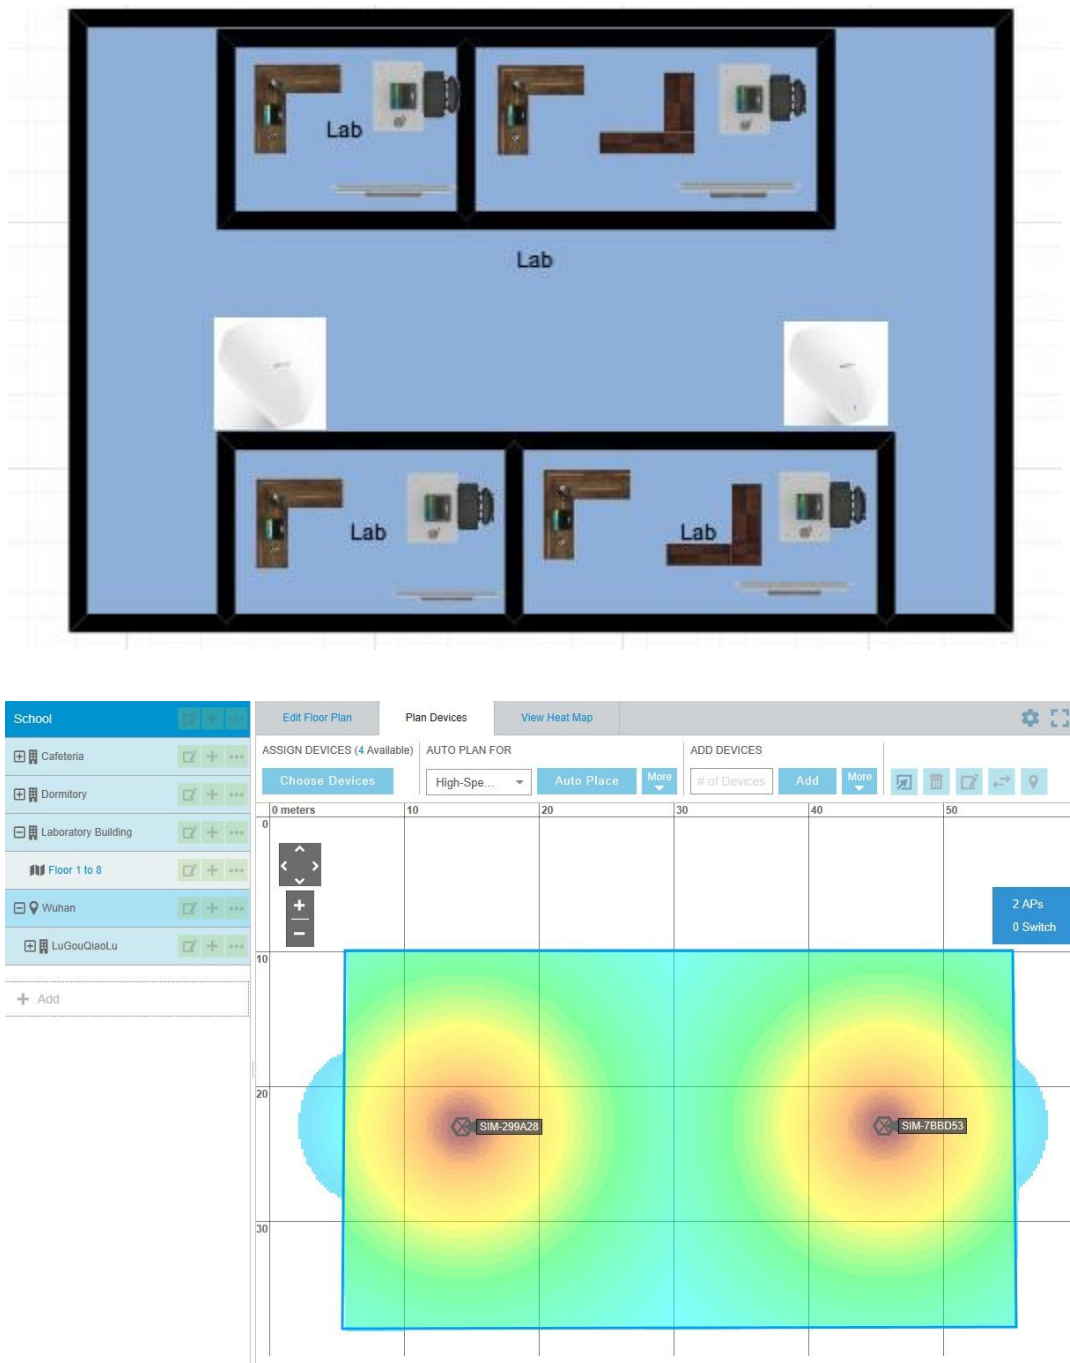 Lab
Lab
Lab
Lab
School
Cafeteria
Dormitory
Laboratory Building
Floor 1 to 8
Wuhan
LuGouQiaoLu
+ Add
Edit Floor Plan
Plan Devices
View Heat Map
ASSIGN DEVICES (4 Available)
AUTO PLAN FOR
ADD DEVICES
Choose Devices
High-Spe...
Auto Place
More
# of Devices
Add
More
0 meters
10
20
30
40
50
0
10
20
30
2 APs
0 Switch
SIM-299A28
SIM-7BBD53